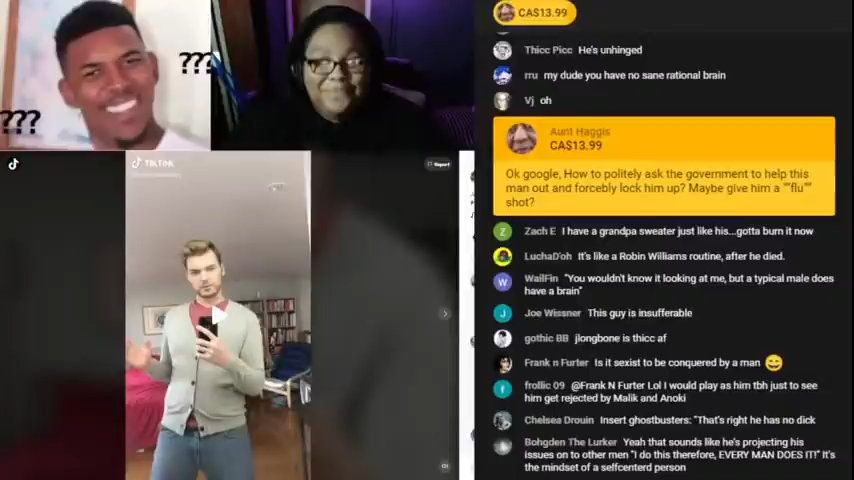 ???
???
TikTok
Report
CA$13.99
Thicc Picc He's unhinged
rru my dude you have no sane rational brain
Vj oh
Aunt Haggis
CA$13.99
Ok google, How to politely ask the government to help this
man out and forcebly lock him up? Maybe give him a ""flu""
shot?
Z
Zach E I have a grandpa sweater just like his...gotta burn it now
LuchaD'oh It's like a Robin Williams routine, after he died.
W
WailFin "You wouldn't know it looking at me, but a typical male does
have a brain"
J
Joe Wissner This guy is insufferable
gothic BB jlongbone is thicc af
Frank n Furter Is it sexist to be conquered by a man
f
frollic 09 @Frank N Furter Lol I would play as him tbh just to see
him get rejected by Malik and Anoki
Chelsea Drouin Insert ghostbusters: "That's right he has no dick
Bohgden The Lurker Yeah that sounds like he's projecting his
issues on to other men "I do this therefore, EVERY MAN DOES IT!" It's
the mindset of a selfcenterd person